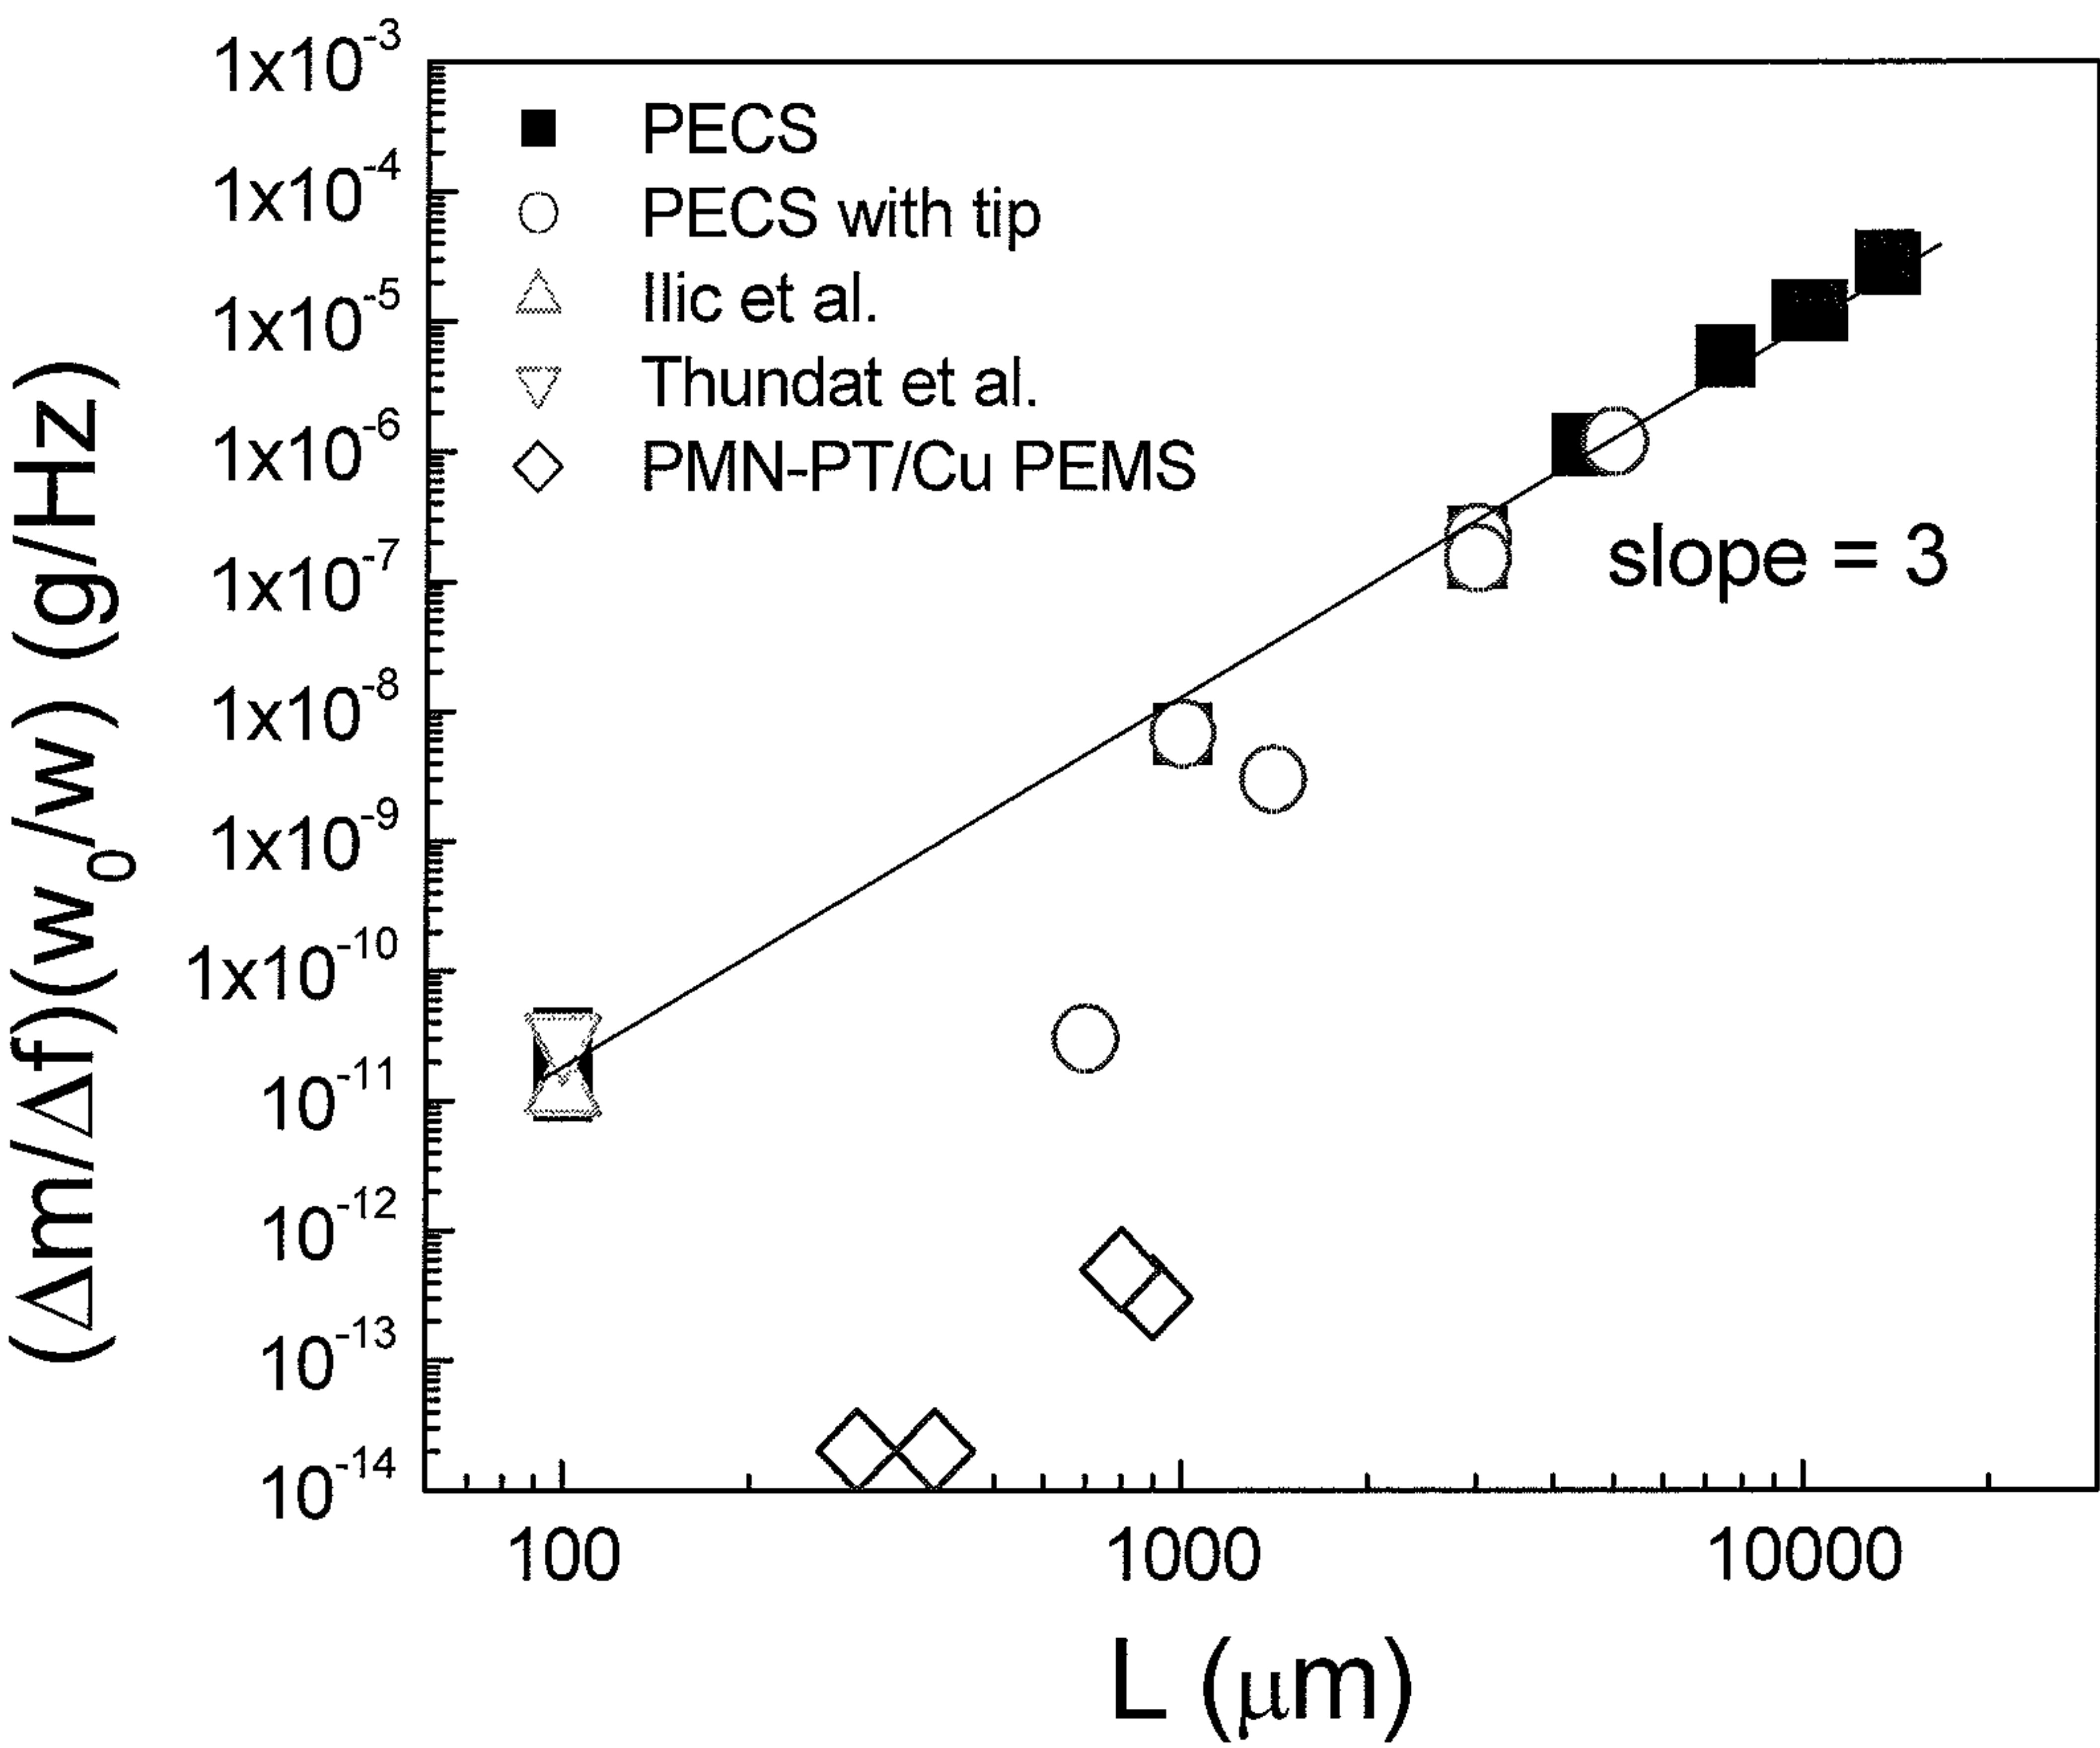 (Δm/Δf)(w₀/w) (g/Hz)
1x10⁻³
1x10⁻⁴
1x10⁻⁵
1x10⁻⁶
1x10⁻⁷
1x10⁻⁸
1x10⁻⁹
1x10⁻¹⁰
10⁻¹¹
10⁻¹²
10⁻¹³
10⁻¹⁴
PECS
PECS with tip
Ilic et al.
Thundat et al.
PMN-PT/Cu PEMS
slope = 3
100 1000 10000
L (μm)